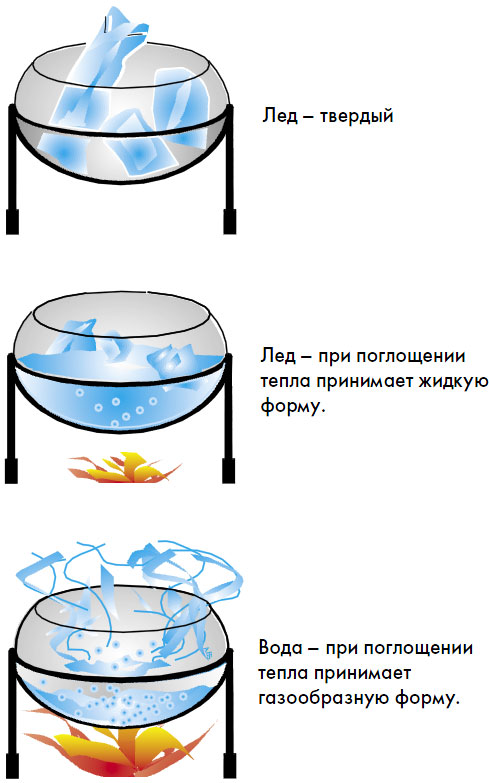 Лед – твердый
Лед – при поглощении
тепла принимает жидкую
форму.
Вода – при поглощении
тепла принимает
газообразную форму.